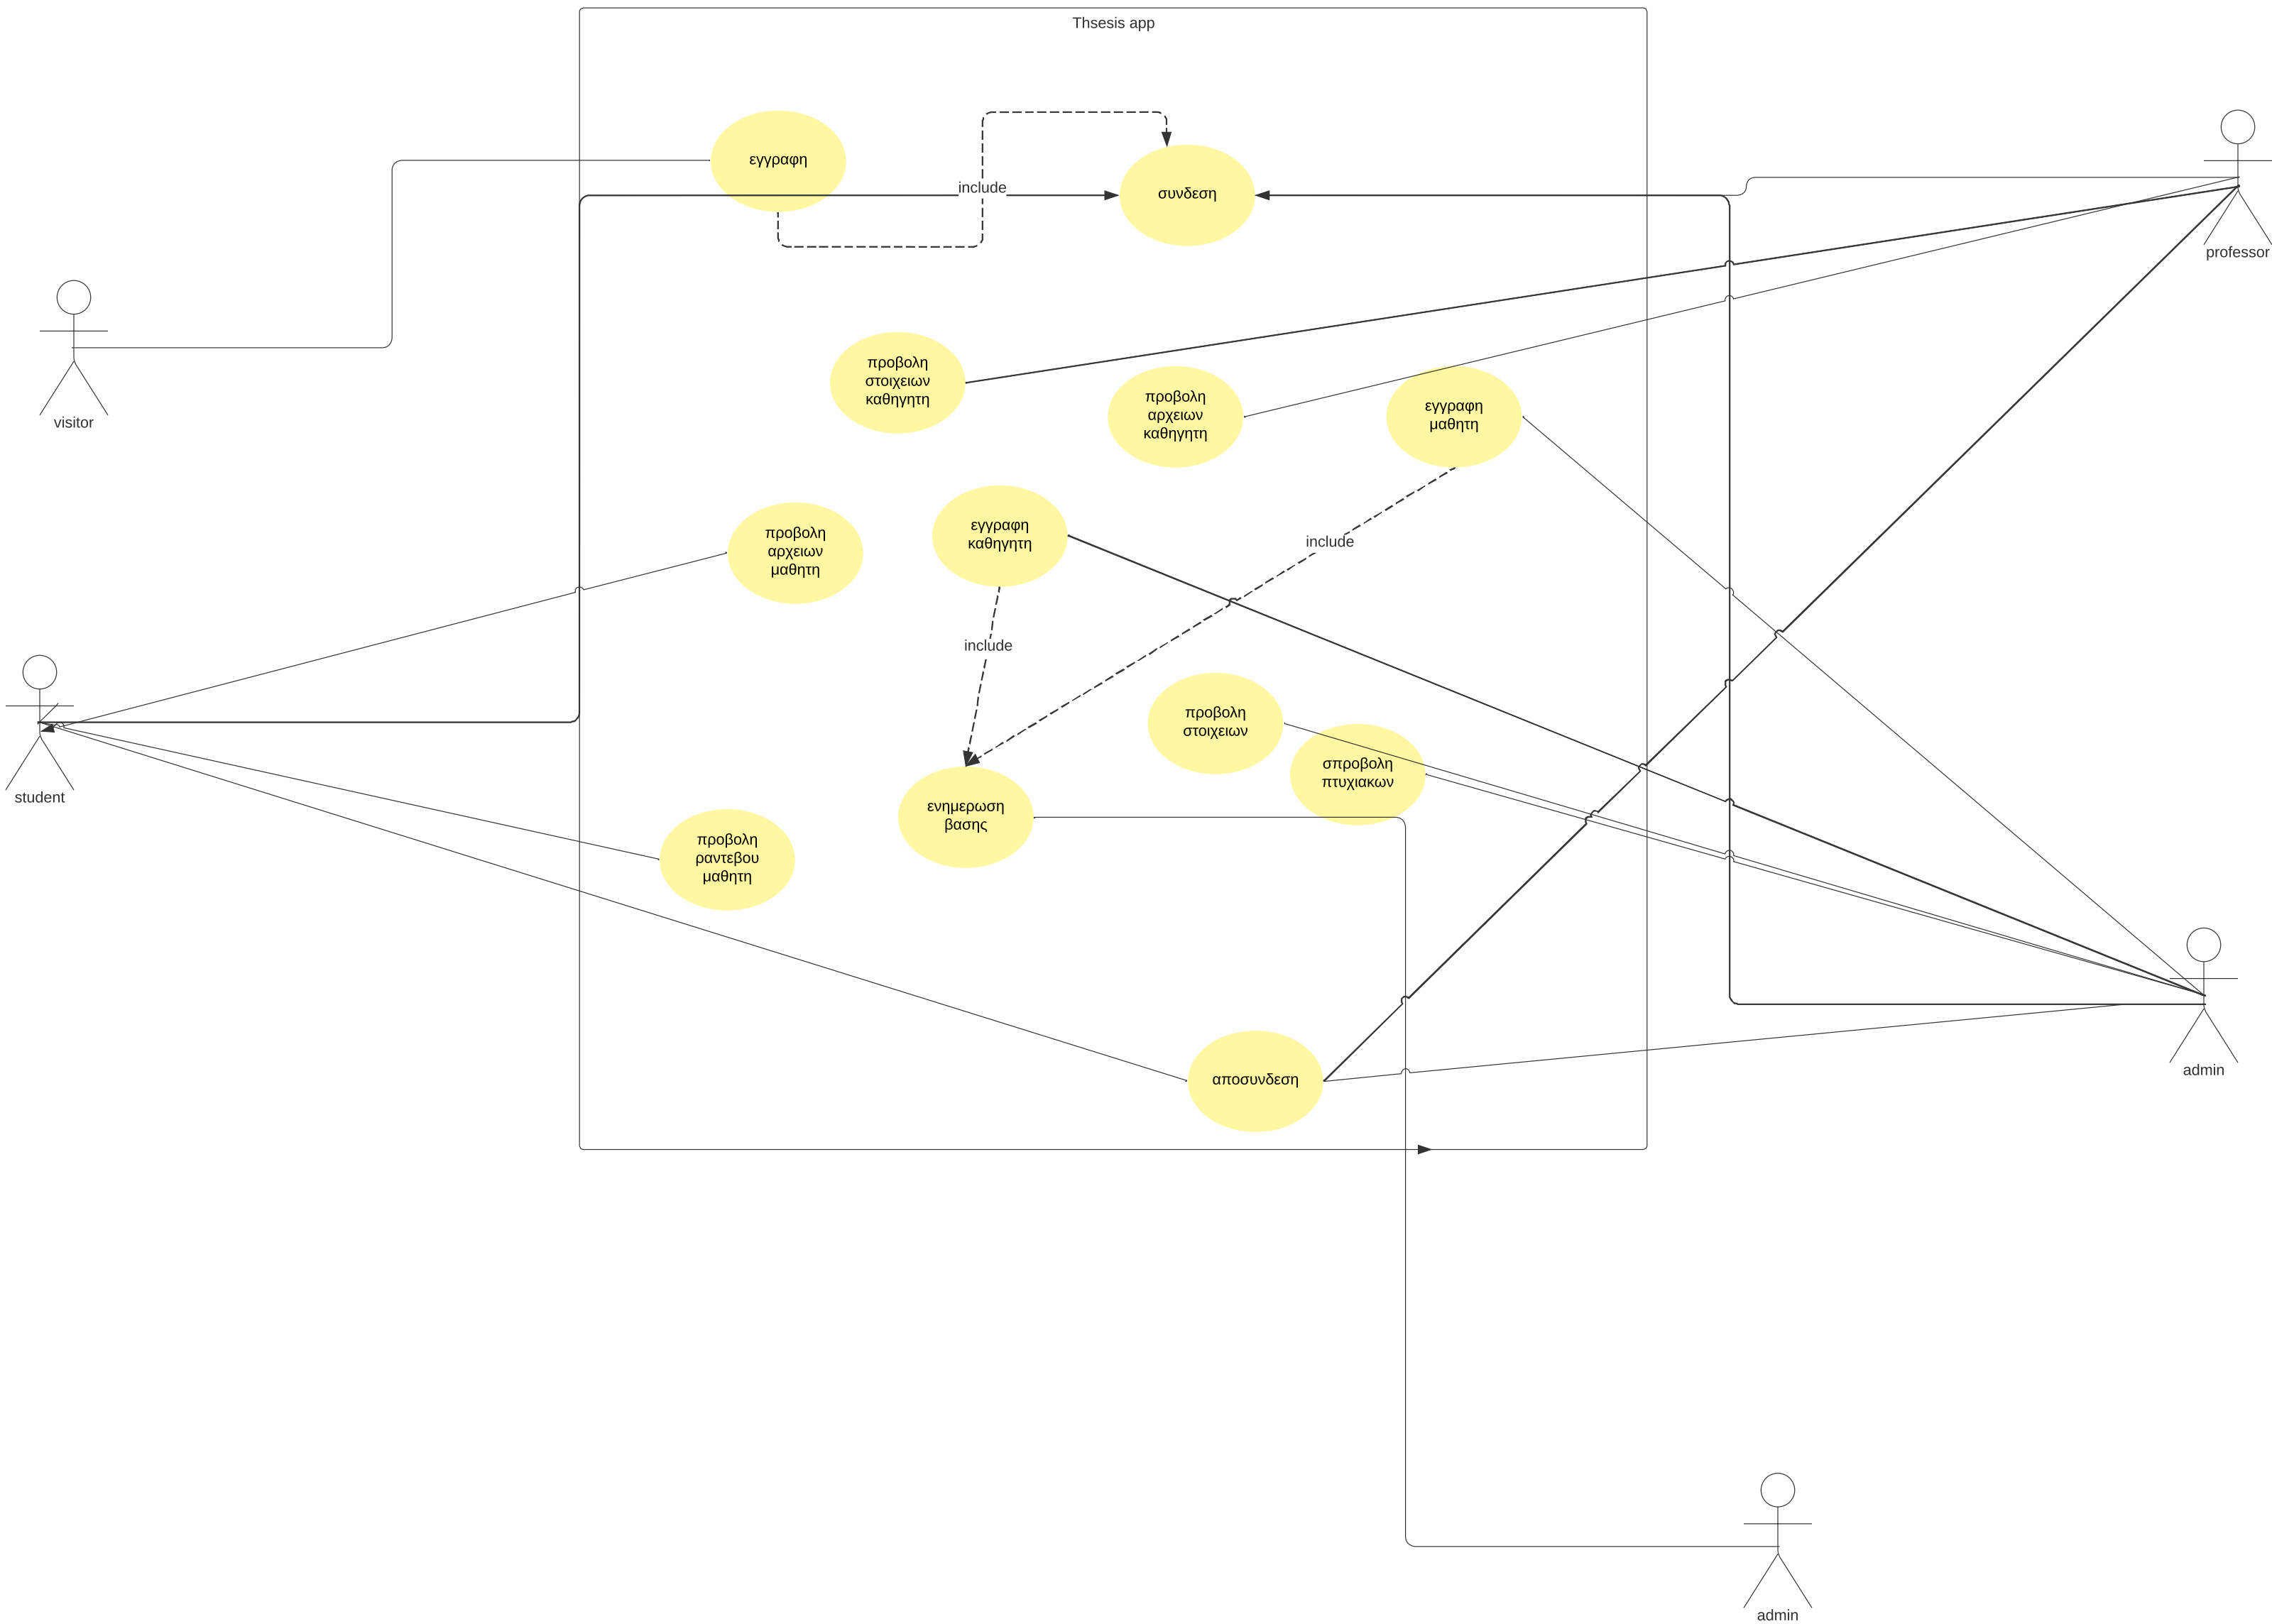 Thsesis app
εγγραφη
include
συνδεση
professor
visitor
προβολη
στοιχειων
καθηγητη
προβολη
αρχειων
καθηγητη
εγγραφη
μαθητη
προβολη
αρχειων
μαθητη
εγγραφη
καθηγητη
include
include
προβολη
στοιχειων
σπροβολη
πτυχιακων
student
ενημερωση
βασης
προβολη
ραντεβου
μαθητη
αποσυνδεση
admin
admin